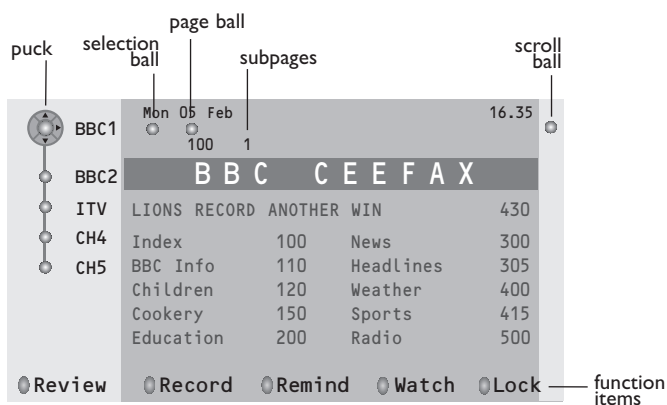 page ball
selection ball
puck
subpages
scroll ball
Mon 05 Feb 16.35
BBC1
100 1
BBC2
BBC CEEFAX
ITV
LIONS RECORD ANOTHER WIN 430
CH4
Index 100 News 300
CH5
BBC Info 110 Headlines 305
Children 120 Weather 400
Cookery 150 Sports 415
Education 200 Radio 500
Review Record Remind Watch Lock
function items